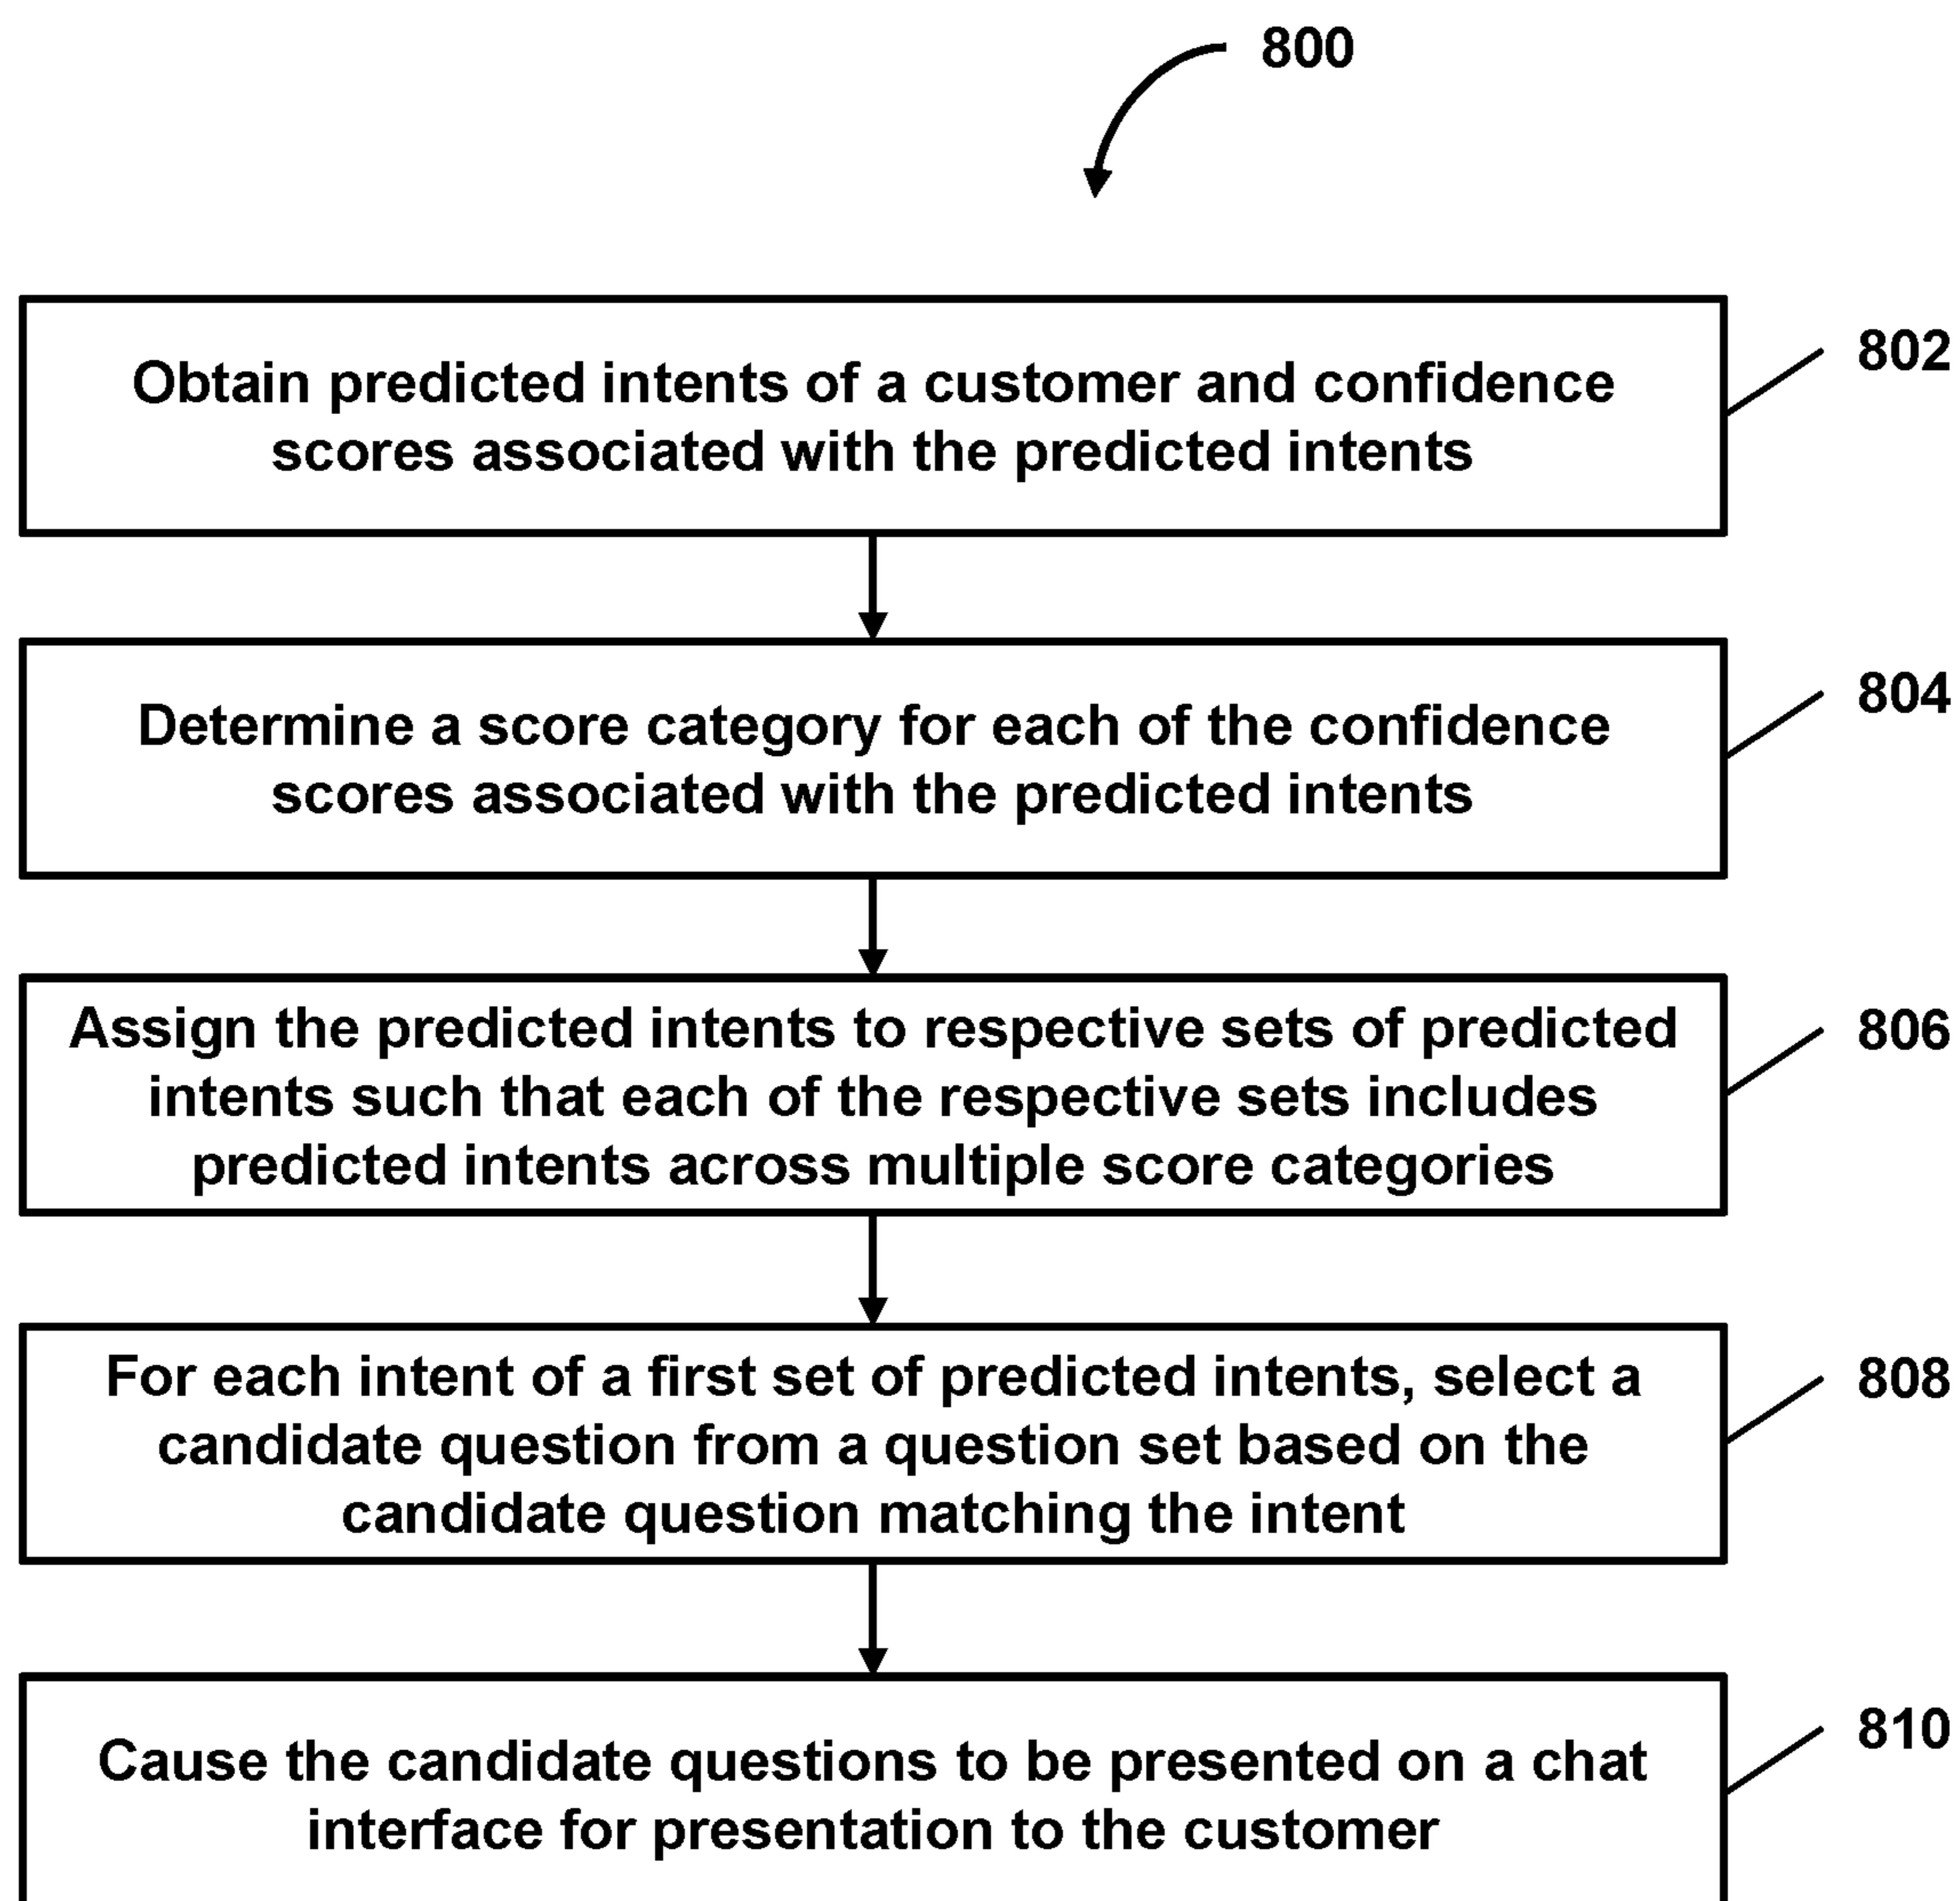 800
Obtain predicted intents of a customer and confidence
scores associated with the predicted intents
802
Determine a score category for each of the confidence
scores associated with the predicted intents
804
Assign the predicted intents to respective sets of predicted
intents such that each of the respective sets includes
predicted intents across multiple score categories
806
For each intent of a first set of predicted intents, select a
candidate question from a question set based on the
candidate question matching the intent
808
Cause the candidate questions to be presented on a chat
interface for presentation to the customer
810